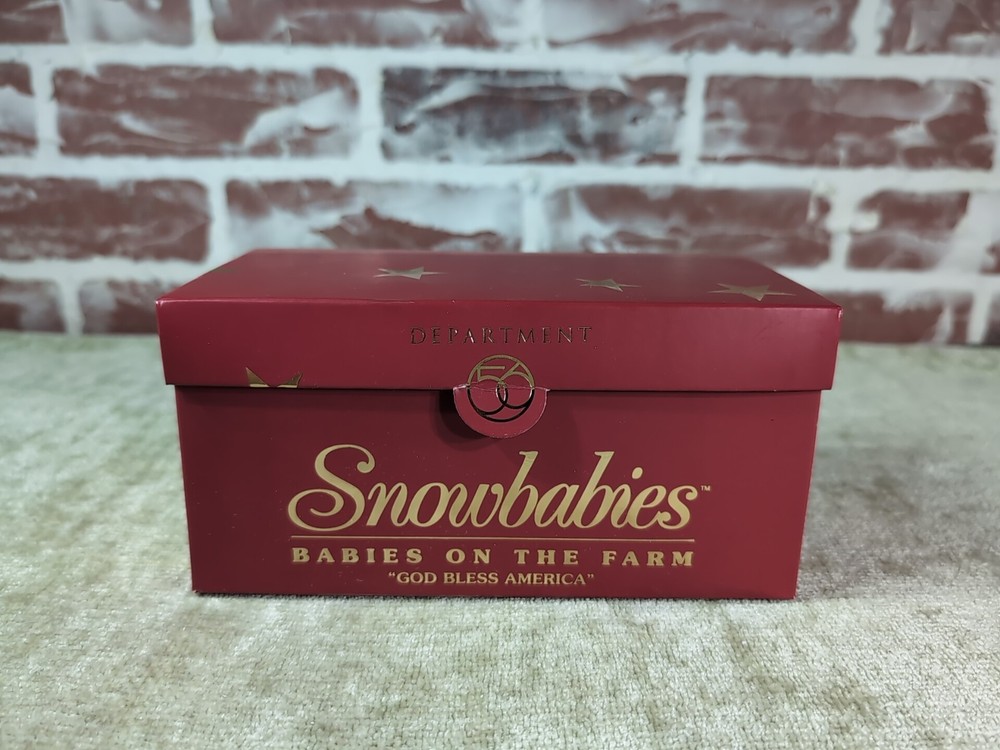 DEPARTMENT
56
Snowbabies™
BABIES ON THE FARM
"GOD BLESS AMERICA"